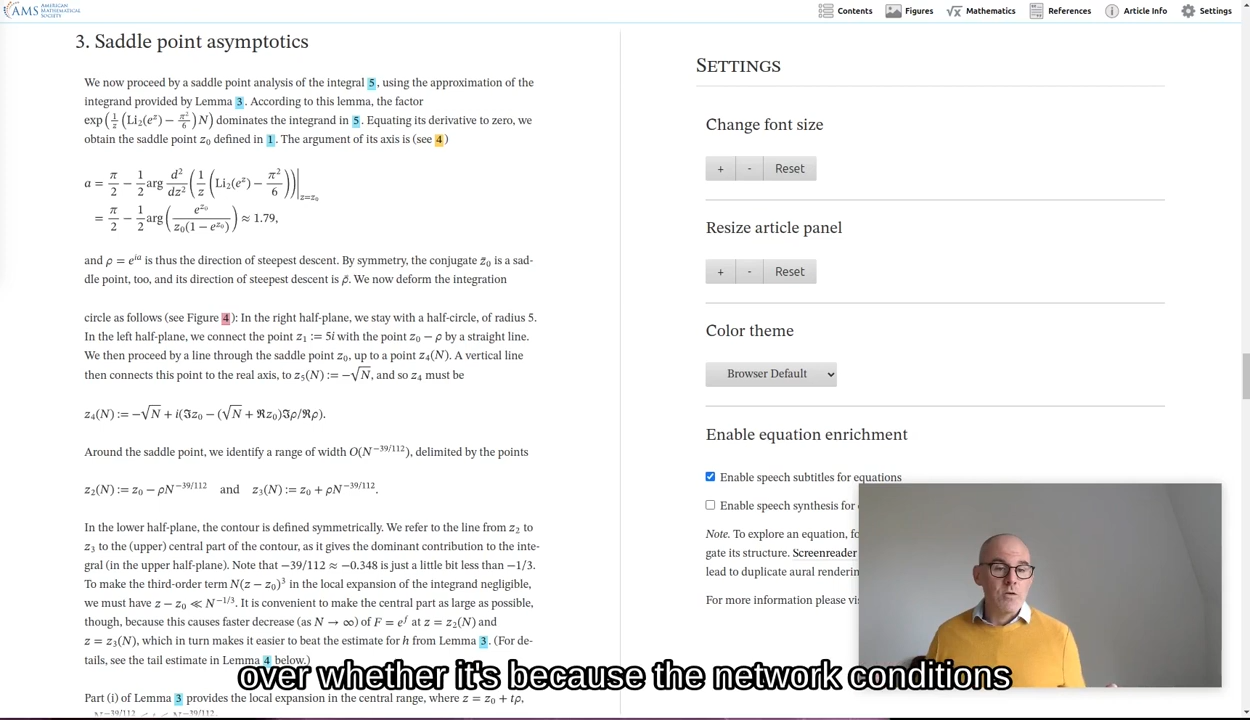 AMS AMERICAN MATHEMATICAL SOCIETY
Contents Figures Mathematics References Article Info Settings
3. Saddle point asymptotics
We now proceed by a saddle point analysis of the integral 5, using the approximation of the
integrand provided by Lemma 3. According to this lemma, the factor
exp(1/z (Li₂(e^z) − π²/6) N) dominates the integrand in 5. Equating its derivative to zero, we
obtain the saddle point z₀ defined in 1. The argument of its axis is (see 4)
a = π/2 − 1/2 arg d²/dz² (1/z (Li₂(e^z) − π²/6))|z=z₀
= π/2 − 1/2 arg(e^z₀ / z₀(1 − e^z₀)) ≈ 1.79,
and ρ = e^ia is thus the direction of steepest descent. By symmetry, the conjugate z̄₀ is a sad-
dle point, too, and its direction of steepest descent is ρ̄. We now deform the integration
circle as follows (see Figure 4): In the right half-plane, we stay with a half-circle, of radius 5.
In the left half-plane, we connect the point z₁ := 5i with the point z₀ − ρ by a straight line.
We then proceed by a line through the saddle point z₀, up to a point z₄(N). A vertical line
then connects this point to the real axis, to z₅(N) := −√N, and so z₄ must be
z₄(N) := −√N + i(ℑz₀ − (√N + ℜz₀)ℑρ/ℜρ).
Around the saddle point, we identify a range of width O(N^−39/112), delimited by the points
z₂(N) := z₀ − ρN^−39/112 and z₃(N) := z₀ + ρN^−39/112.
In the lower half-plane, the contour is defined symmetrically. We refer to the line from z₂ to
z₃ to the (upper) central part of the contour, as it gives the dominant contribution to the inte-
gral (in the upper half-plane). Note that −39/112 ≈ −0.348 is just a little bit less than −1/3.
To make the third-order term N(z − z₀)³ in the local expansion of the integrand negligible,
we must have z − z₀ ≪ N^−1/3. It is convenient to make the central part as large as possible,
though, because this causes faster decrease (as N → ∞) of F = e^f at z = z₂(N) and
z = z₃(N), which in turn makes it easier to beat the estimate for h from Lemma 3. (For de-
tails, see the tail estimate in Lemma 4 below.)
Part (i) of Lemma 3 provides the local expansion in the central range, where z = z₀ + tρ,
SETTINGS
Change font size
+ - Reset
Resize article panel
+ - Reset
Color theme
Browser Default
Enable equation enrichment
Enable speech subtitles for equations
Enable speech synthesis for
Note. To explore an equation, fo
gate its structure. Screenreader
lead to duplicate aural renderin
For more information please vis
over whether it's because the network conditions